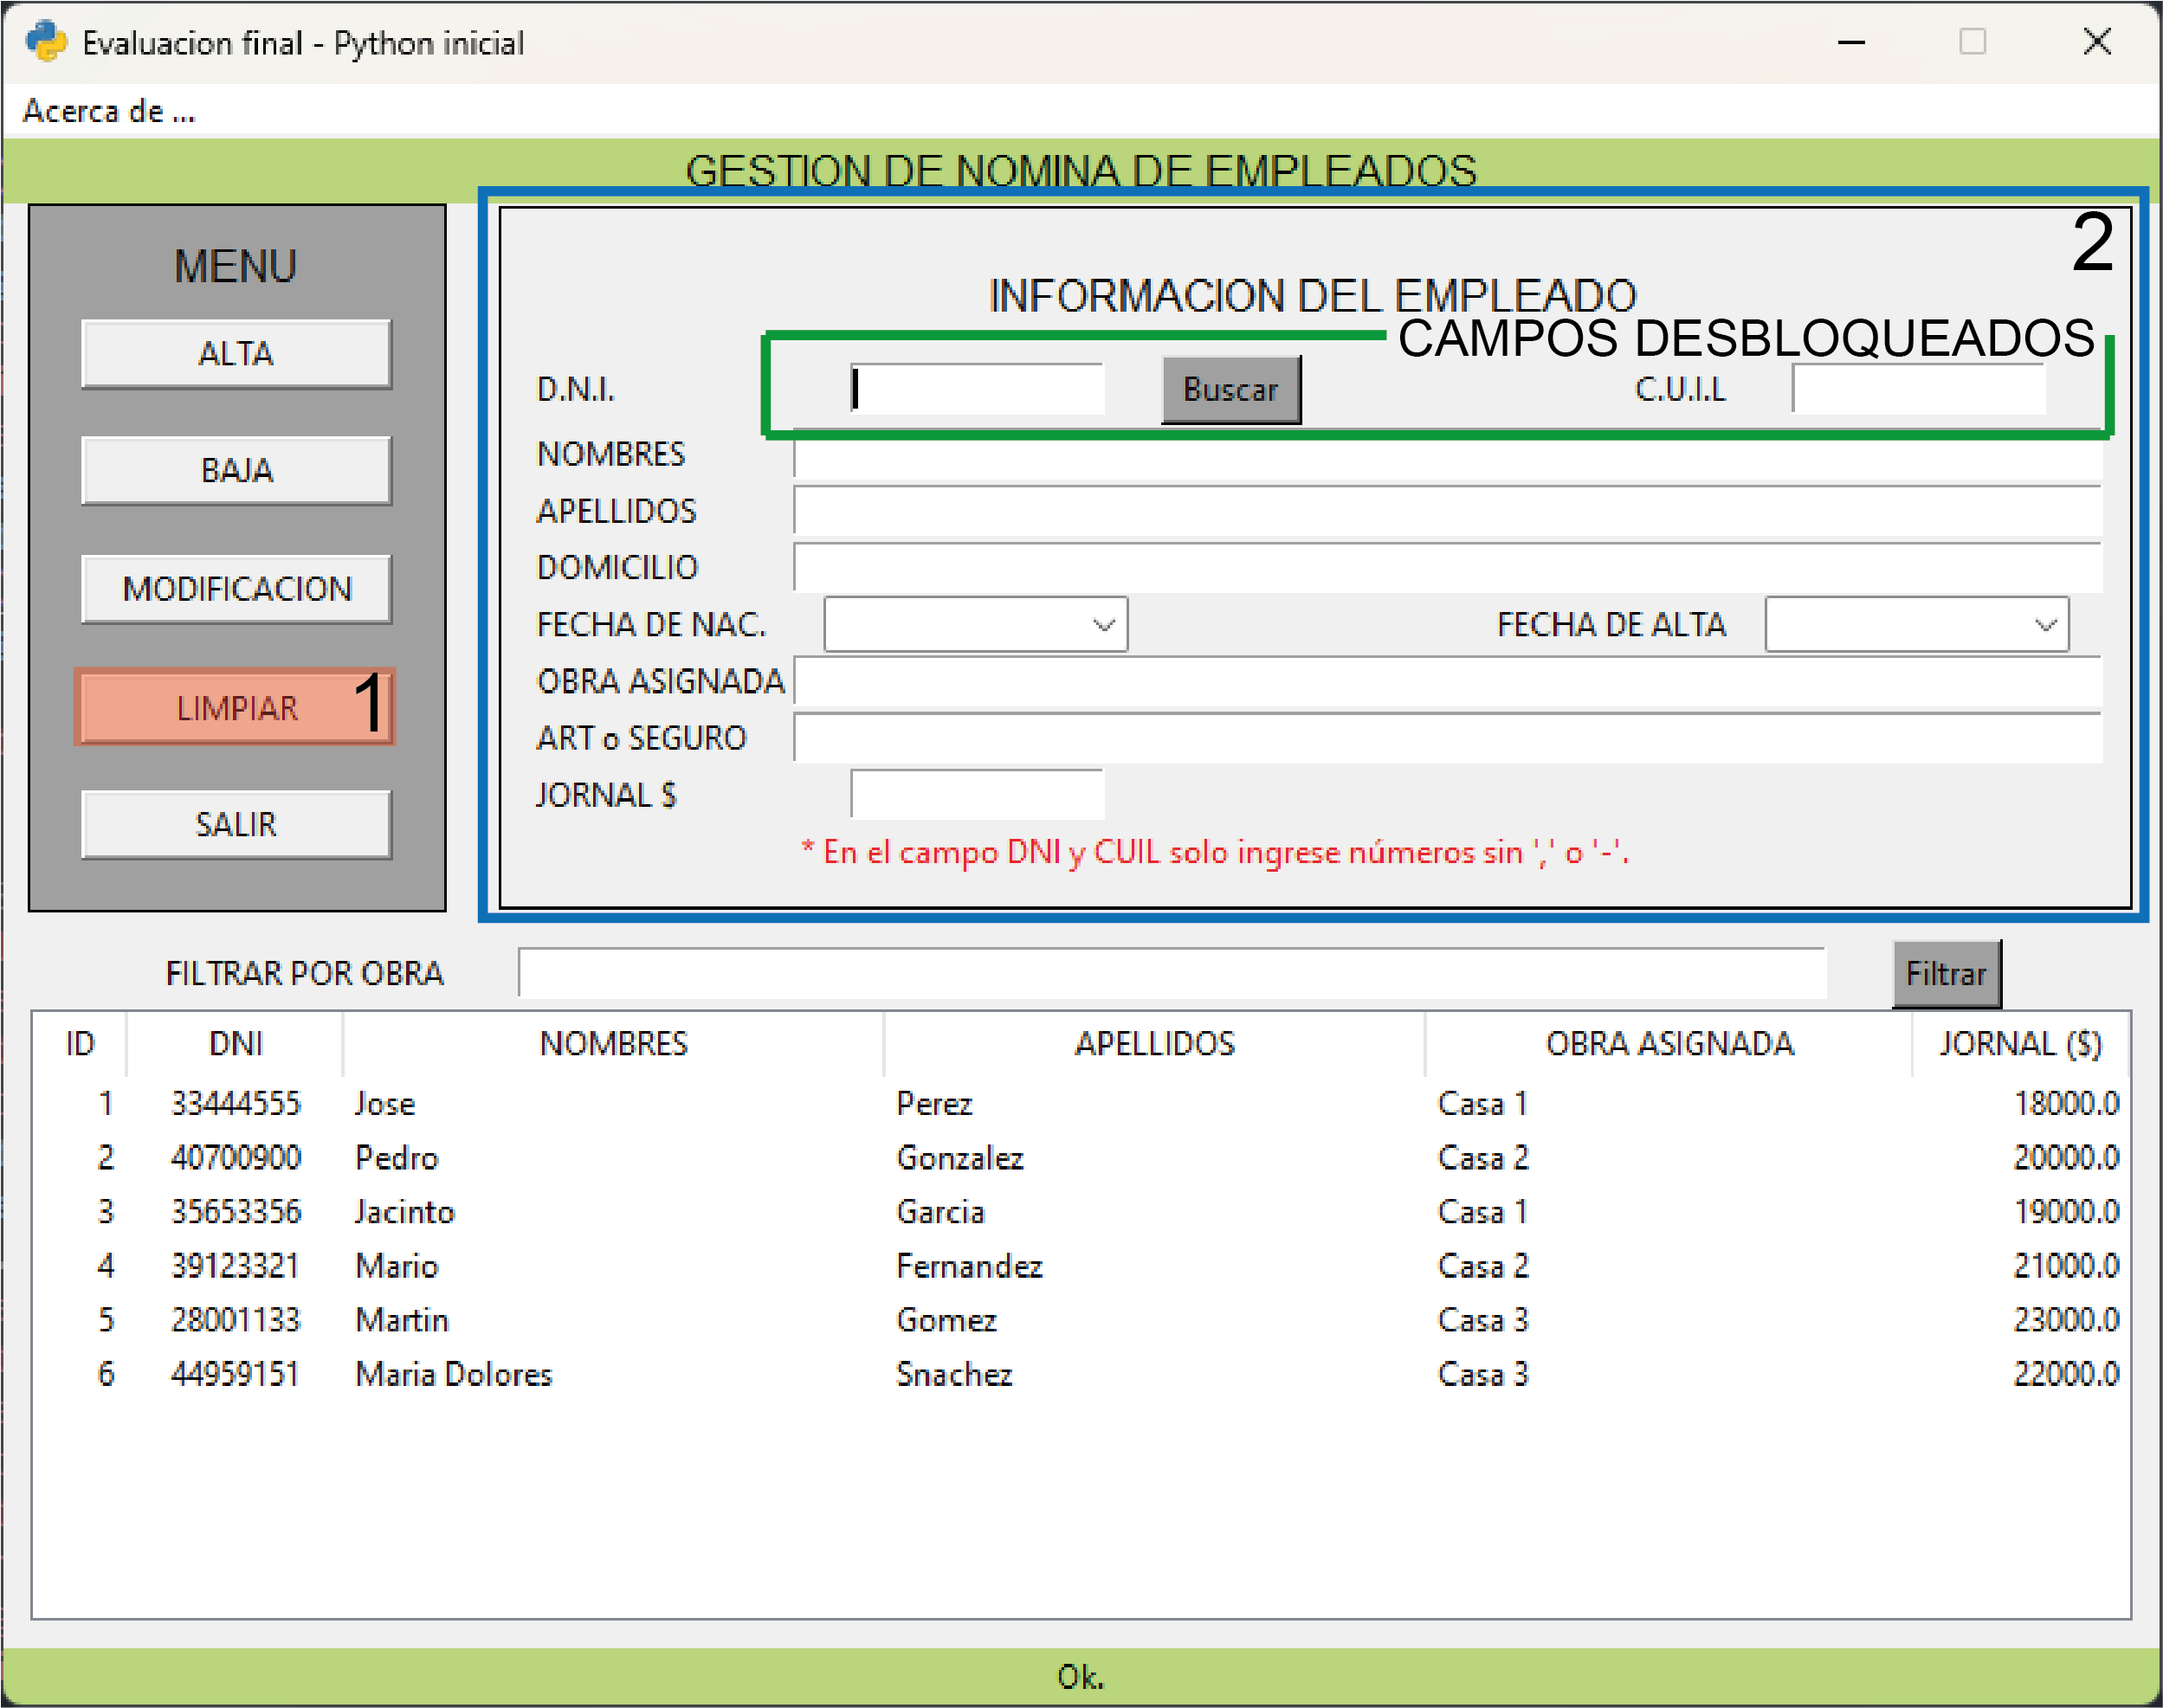 Evaluacion final - Python inicial
Acerca de ...
GESTION DE NOMINA DE EMPLEADOS
MENU
ALTA
BAJA
MODIFICACION
LIMPIAR 1
SALIR
2
INFORMACION DEL EMPLEADO
CAMPOS DESBLOQUEADOS
D.N.I. Buscar C.U.I.L
NOMBRES
APELLIDOS
DOMICILIO
FECHA DE NAC. FECHA DE ALTA
OBRA ASIGNADA
ART o SEGURO
JORNAL $
* En el campo DNI y CUIL solo ingrese números sin ',' o '-'.
FILTRAR POR OBRA Filtrar
ID DNI NOMBRES APELLIDOS OBRA ASIGNADA JORNAL ($)
1 33444555 Jose Perez Casa 1 18000.0
2 40700900 Pedro Gonzalez Casa 2 20000.0
3 35653356 Jacinto Garcia Casa 1 19000.0
4 39123321 Mario Fernandez Casa 2 21000.0
5 28001133 Martin Gomez Casa 3 23000.0
6 44959151 Maria Dolores Snachez Casa 3 22000.0
Ok.